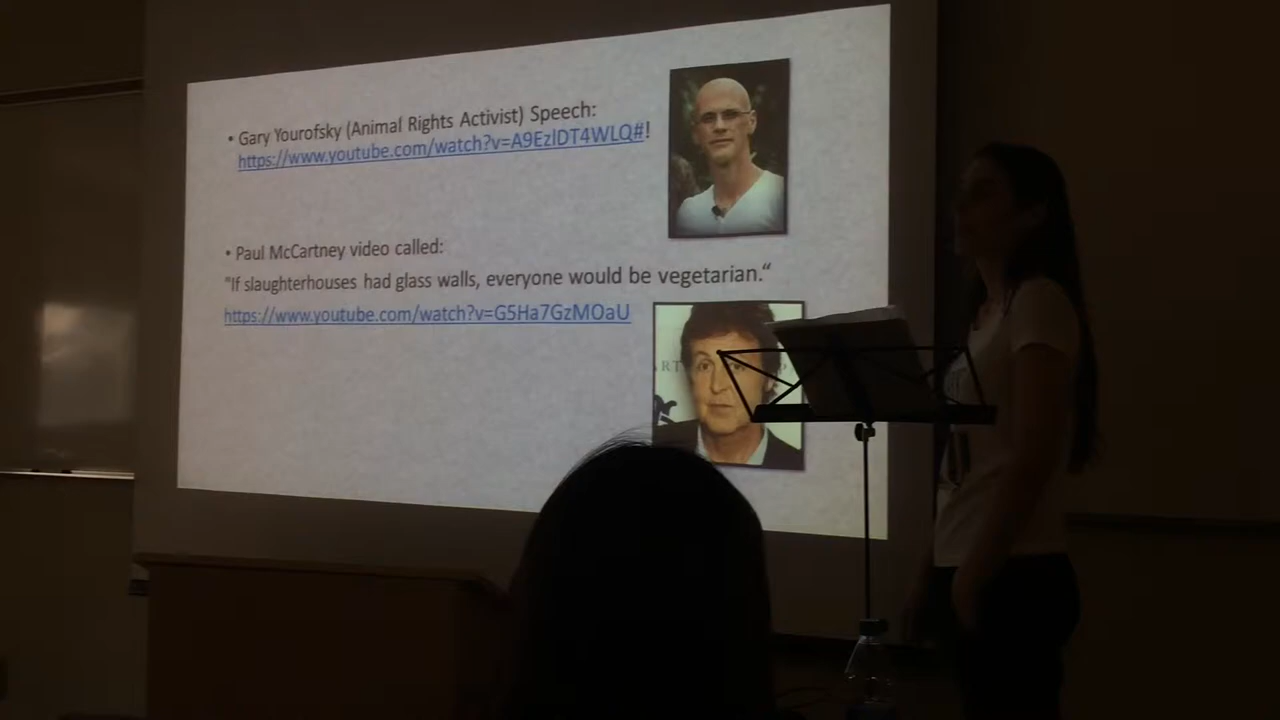 • Gary Yourofsky (Animal Rights Activist) Speech:
https://www.youtube.com/watch?v=A9EzlDT4WLQ#!
• Paul McCartney video called:
"If slaughterhouses had glass walls, everyone would be vegetarian.“
https://www.youtube.com/watch?v=G5Ha7GzMOaU